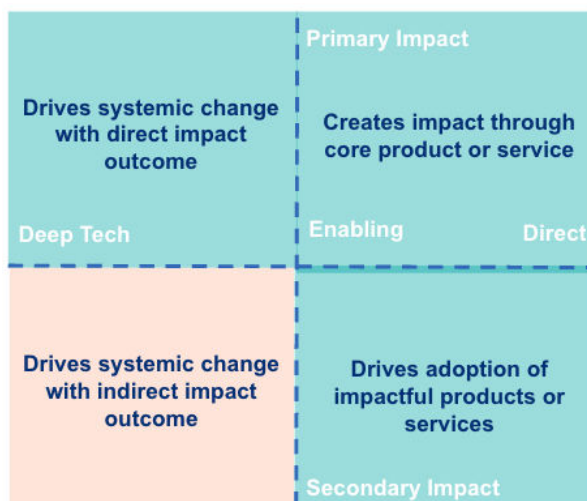 Primary Impact
Drives systemic change
with direct impact
outcome
Creates impact through
core product or service
Deep Tech
Enabling
Direct
Drives systemic change
with indirect impact
outcome
Drives adoption of
impactful products or
services
Secondary Impact